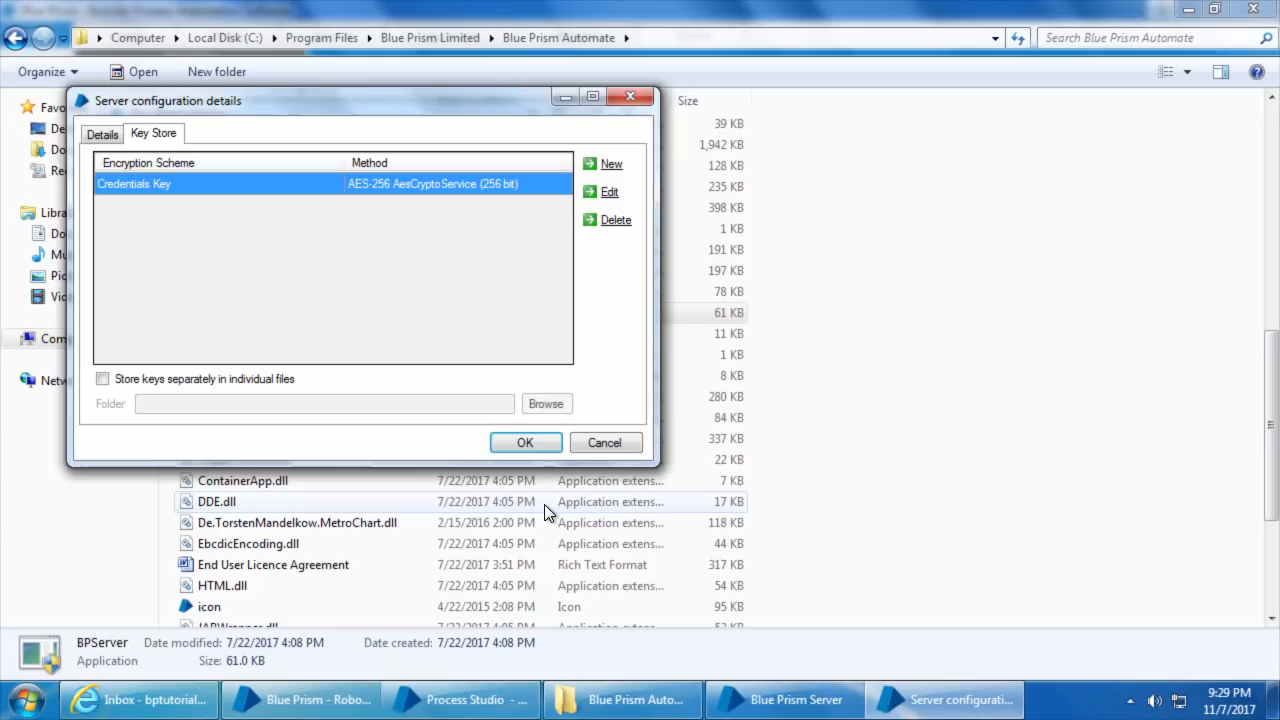 Computer Local Disk (C:) Program Files Blue Prism Limited Blue Prism Automate
Search Blue Prism Automate
Organize Open New folder
Server configuration details
Size
Details Key Store
39 KB
1,942 KB
Encryption Scheme Method
New
128 KB
Credentials Key AES-256 AesCryptoService (256 bit)
Edit
235 KB
398 KB
Delete
1 KB
191 KB
197 KB
78 KB
61 KB
11 KB
1 KB
8 KB
Store keys separately in individual files
280 KB
Folder Browse
84 KB
337 KB
OK Cancel
22 KB
ContainerApp.dll 7/22/2017 4:05 PM Application extens... 7 KB
DDE.dll 7/22/2017 4:05 PM Application extens... 17 KB
De.TorstenMandelkow.MetroChart.dll 2/15/2016 2:00 PM Application extens... 118 KB
EbcdicEncoding.dll 7/22/2017 4:05 PM Application extens... 44 KB
End User Licence Agreement 7/22/2017 3:51 PM Rich Text Format 317 KB
HTML.dll 7/22/2017 4:05 PM Application extens... 54 KB
icon 4/22/2015 2:08 PM Icon 95 KB
BPServer Date modified: 7/22/2017 4:08 PM Date created: 7/22/2017 4:08 PM
Application Size: 61.0 KB
Inbox - bptutorial... Blue Prism - Robo... Process Studio - ... Blue Prism Auto... Blue Prism Server Server configurati...
9:29 PM
11/7/2017